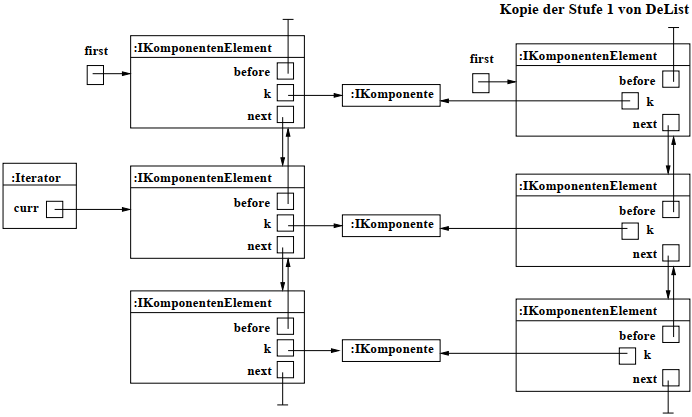 Kopie der Stufe 1 von DeList
first
:IKomponentenElement
before
k
next
:IKomponente
first
:IKomponentenElement
before
k
next
:Iterator
curr
:IKomponentenElement
before
k
next
:IKomponente
:IKomponentenElement
before
k
next
:IKomponentenElement
before
k
next
:IKomponente
:IKomponentenElement
before
k
next